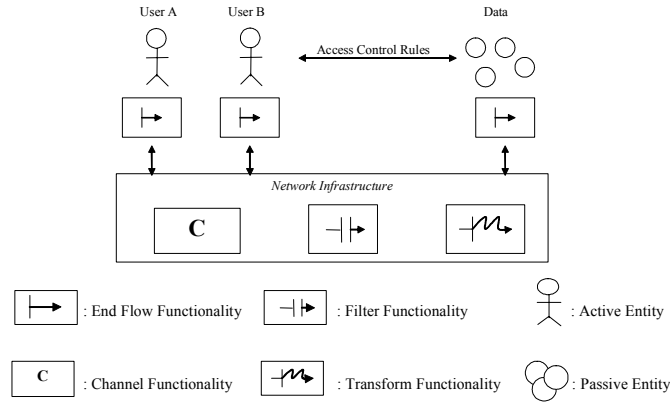 User A User B Data
Access Control Rules
Network Infrastructure
C
: End Flow Functionality : Filter Functionality : Active Entity
C : Channel Functionality : Transform Functionality : Passive Entity